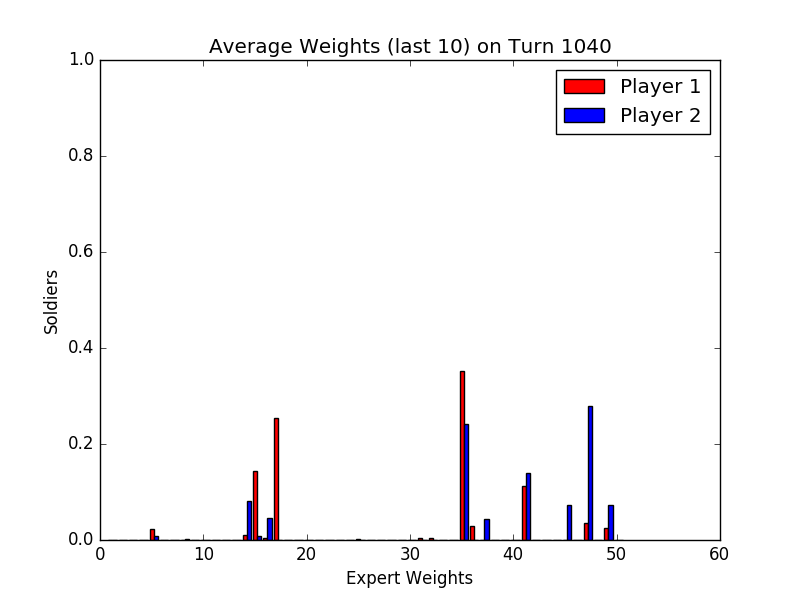 Average Weights (last 10) on Turn 1040
1.0
Player 1
Player 2
0.8
0.6
Soldiers
0.4
0.2
0.0
0 10 20 30 40 50 60
Expert Weights